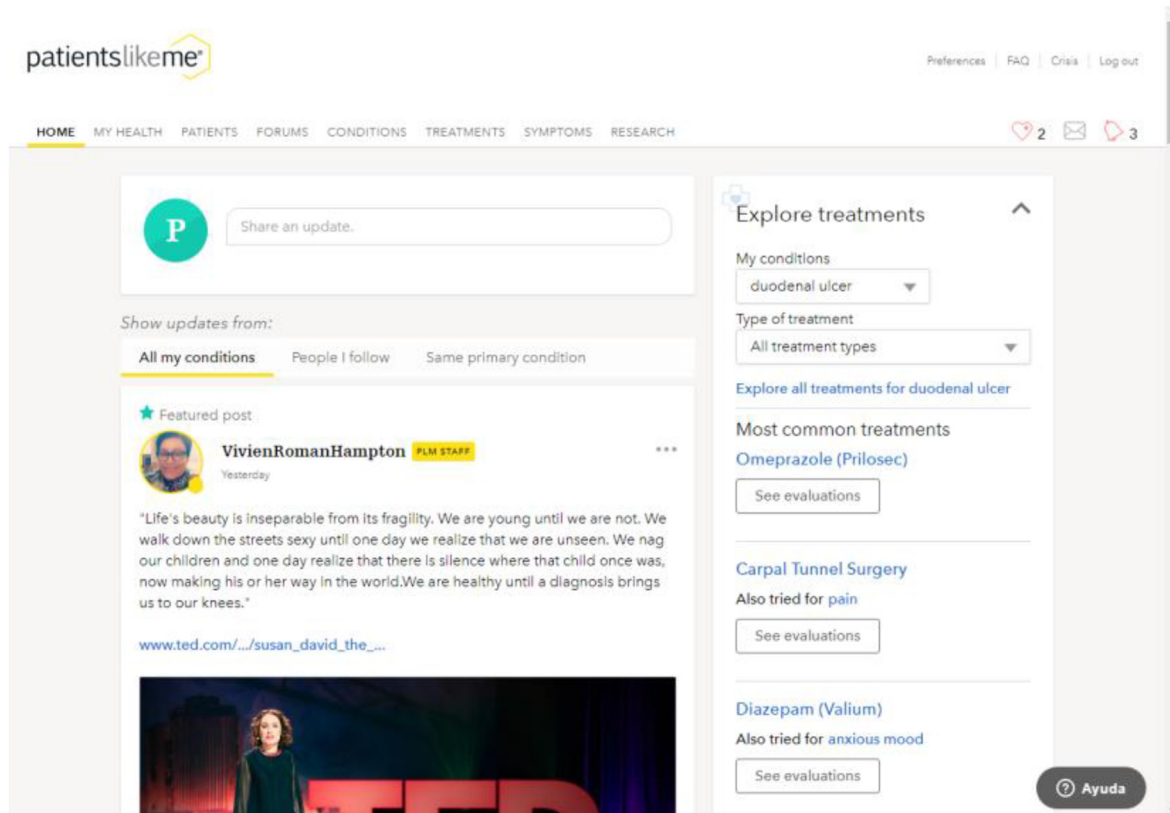 patientslikeme®
Preferences | FAQ | Crisis | Log out
HOME MY HEALTH PATIENTS FORUMS CONDITIONS TREATMENTS SYMPTOMS RESEARCH
2 3
P
Share an update.
Show updates from:
All my conditions People I follow Same primary condition
Featured post
VivienRomanHampton PLM STAFF
Yesterday
"Life's beauty is inseparable from its fragility. We are young until we are not. We
walk down the streets sexy until one day we realize that we are unseen. We nag
our children and one day realize that there is silence where that child once was,
now making his or her way in the world.We are healthy until a diagnosis brings
us to our knees."
www.ted.com/.../susan_david_the_...
TED
Explore treatments
My conditions
duodenal ulcer
Type of treatment
All treatment types
Explore all treatments for duodenal ulcer
Most common treatments
Omeprazole (Prilosec)
See evaluations
Carpal Tunnel Surgery
Also tried for pain
See evaluations
Diazepam (Valium)
Also tried for anxious mood
See evaluations
Ayuda